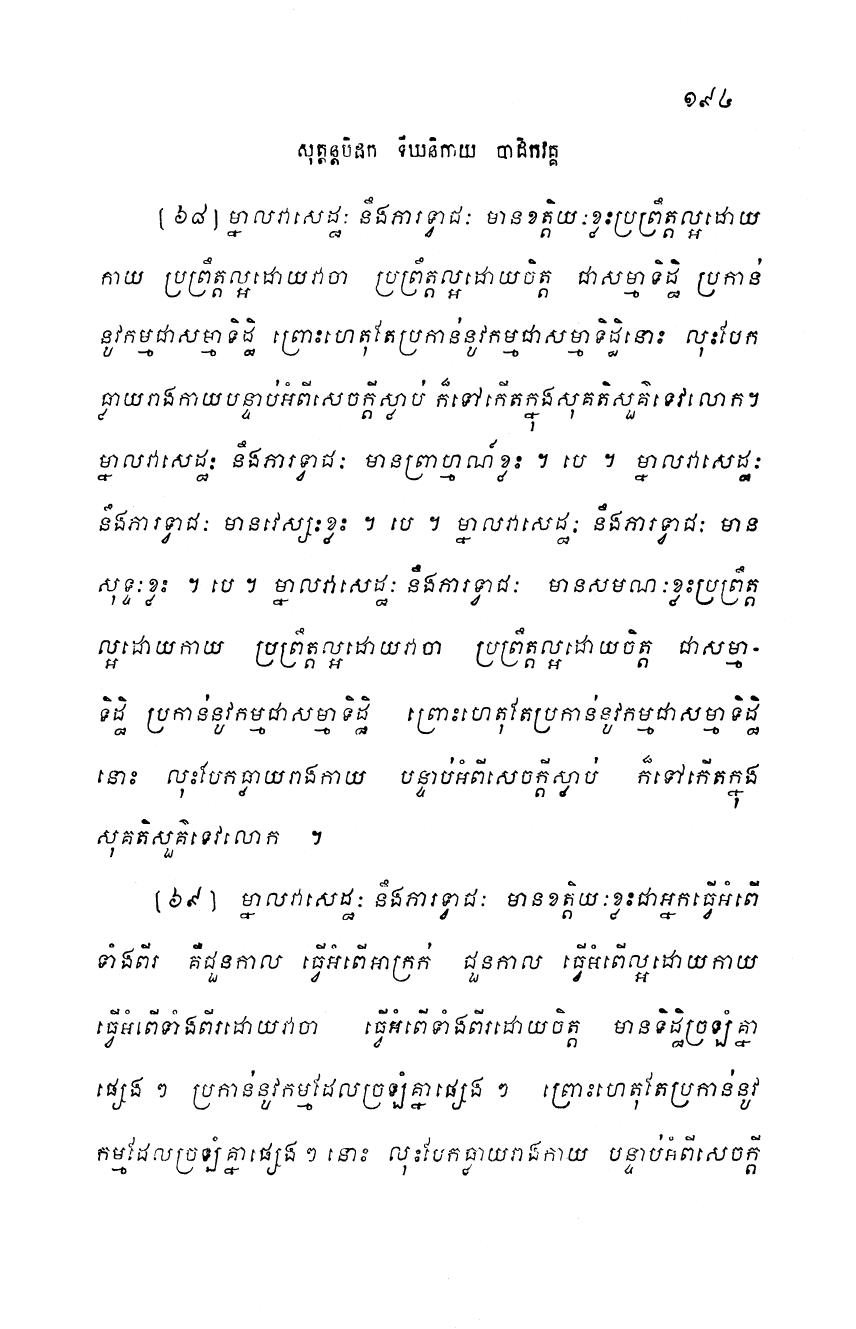 ១៩៤
សុត្តន្តបិដក ទីឃនិកាយ បាដិកវគ្គ
[៦៨] ម្នាលវាសេដ្ឋៈ នឹងភារទ្វាជៈ មានខត្តិយៈខ្លះប្រព្រឹត្តល្អដោយ
កាយ ប្រព្រឹត្តល្អដោយវាចា ប្រព្រឹត្តល្អដោយចិត្ត ជាសម្មាទិដ្ឋិ ប្រកាន់
នូវកម្មជាសម្មាទិដ្ឋិ ព្រោះហេតុតែប្រកាន់នូវកម្មជាសម្មាទិដ្ឋិនោះ លុះបែក
ធ្លាយរាងកាយបន្ទាប់អំពីសេចក្តីស្លាប់ ក៏ទៅកើតក្នុងសុគតិសួគ៌ទេវលោក។
ម្នាលវាសេដ្ឋៈ នឹងភារទ្វាជៈ មានព្រាហ្មណ៍ខ្លះ ។ បេ ។ ម្នាលវាសេដ្ឋៈ
នឹងភារទ្វាជៈ មានវេស្សៈខ្លះ ។ បេ ។ ម្នាលវាសេដ្ឋៈ នឹងភារទ្វាជៈ មាន
សុទ្ទៈខ្លះ ។ បេ ។ ម្នាលវាសេដ្ឋៈ នឹងភារទ្វាជៈ មានសមណៈខ្លះប្រព្រឹត្ត
ល្អដោយកាយ ប្រព្រឹត្តល្អដោយវាចា ប្រព្រឹត្តល្អដោយចិត្ត ជាសម្មា-
ទិដ្ឋិ ប្រកាន់នូវកម្មជាសម្មាទិដ្ឋិ ព្រោះហេតុតែប្រកាន់នូវកម្មជាសម្មាទិដ្ឋិ
នោះ លុះបែកធ្លាយរាងកាយ បន្ទាប់អំពីសេចក្តីស្លាប់ ក៏ទៅកើតក្នុង
សុគតិសួគ៌ទេវលោក ។
[៦៩] ម្នាលវាសេដ្ឋៈ នឹងភារទ្វាជៈ មានខត្តិយៈខ្លះជាអ្នកធ្វើអំពើ
ទាំងពីរ គឺជួនកាល ធ្វើអំពើអាក្រក់ ជួនកាល ធ្វើអំពើល្អដោយកាយ
ធ្វើអំពើទាំងពីរដោយវាចា ធ្វើអំពើទាំងពីរដោយចិត្ត មានទិដ្ឋិច្រឡំគ្នា
ផ្សេង ៗ ប្រកាន់នូវកម្មដែលច្រឡំគ្នាផ្សេង ៗ ព្រោះហេតុតែប្រកាន់នូវ
កម្មដែលច្រឡំគ្នាផ្សេង ៗ នោះ លុះបែកធ្លាយរាងកាយ បន្ទាប់អំពីសេចក្តី